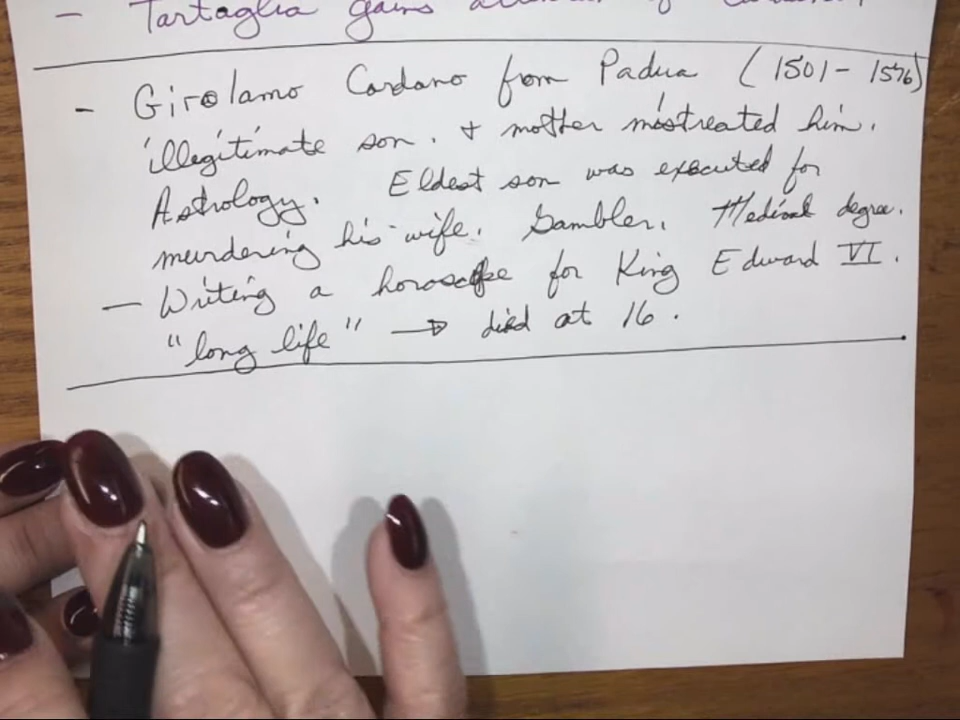 - Tartaglia gains
- Girolamo Cardano from Padua (1501-1576)
illegitimate son. & mother mistreated him.
Astrology. Eldest son was executed for
murdering his wife. Gambler. Medical degree.
- Writing a horoscope for King Edward VI.
"long life" → died at 16.